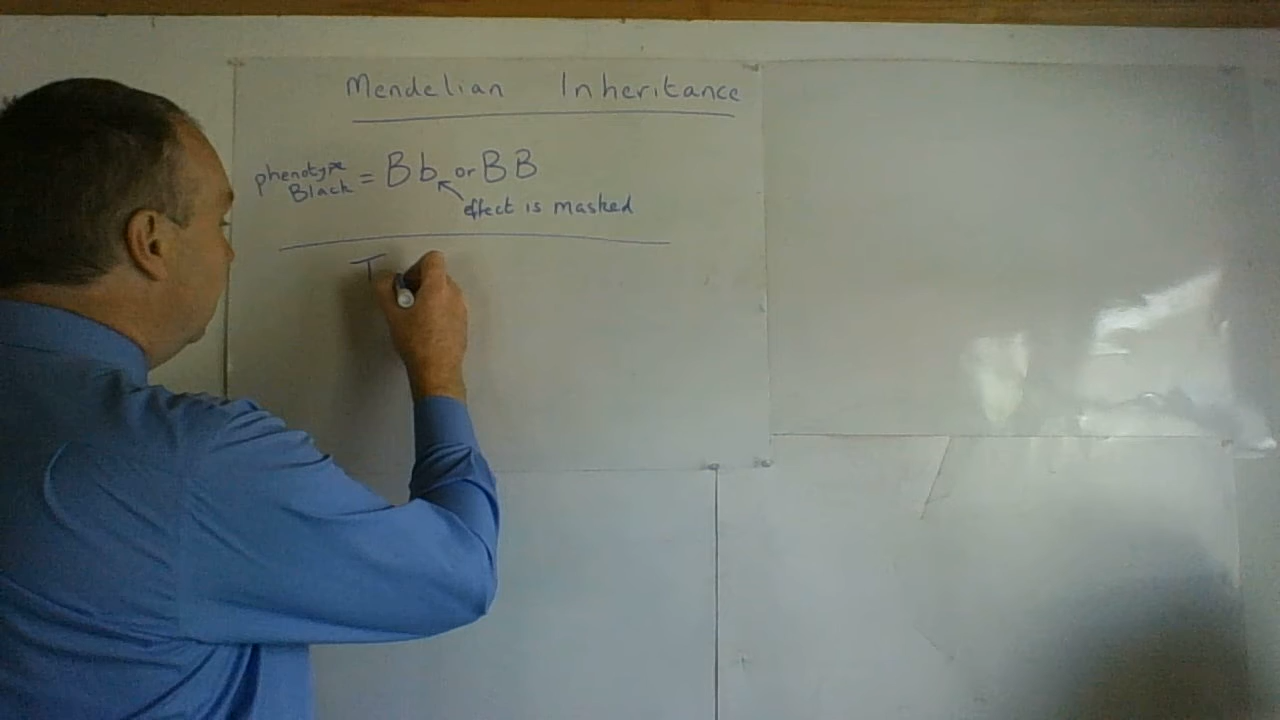 Mendelian Inheritance
phenotype
Black = Bb or BB
effect is masked
T